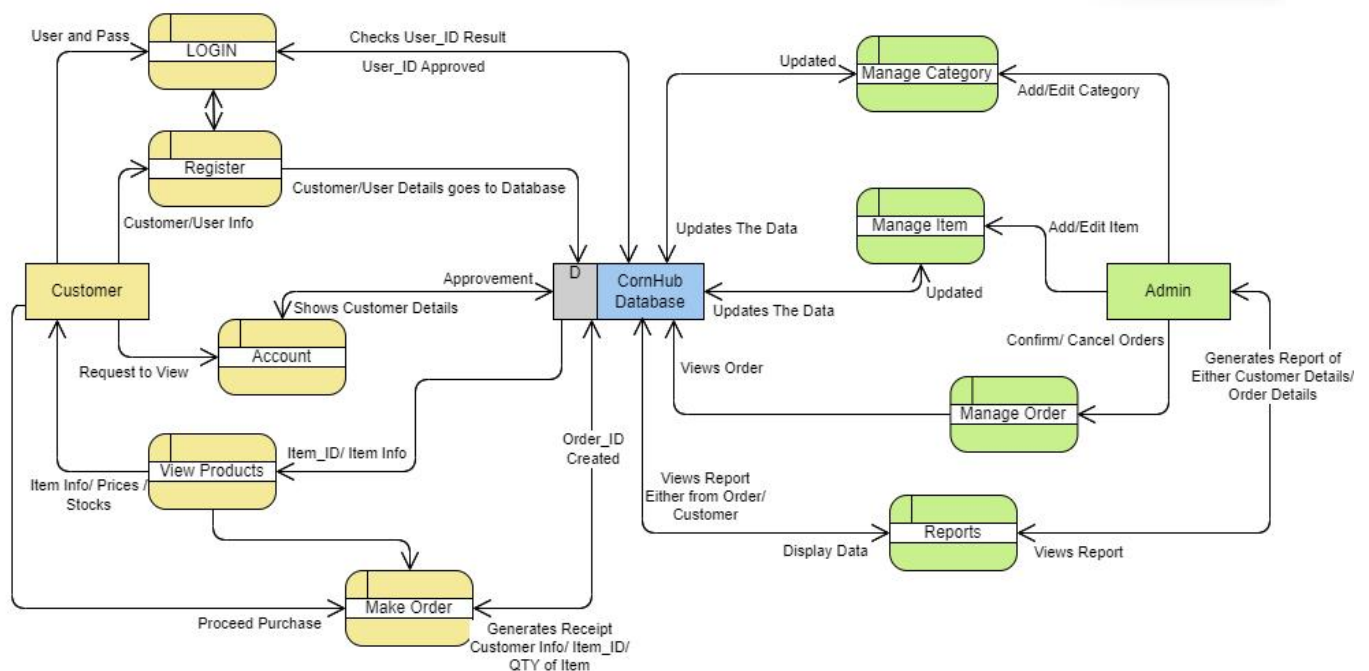 User and Pass
LOGIN
Checks User_ID Result
User_ID Approved
Register
Customer/User Details goes to Database
Customer/User Info
Customer
Approvement
Shows Customer Details
Account
Request to View
View Products
Item_ID/ Item Info
Item Info/ Prices /
Stocks
Make Order
Proceed Purchase
Generates Receipt
Customer Info/ Item_ID/
QTY of Item
Order_ID
Created
D
CornHub
Database
Updated
Manage Category
Add/Edit Category
Updates The Data
Manage Item
Add/Edit Item
Updated
Updates The Data
Admin
Confirm/ Cancel Orders
Views Order
Manage Order
Generates Report of
Either Customer Details/
Order Details
Views Report
Either from Order/
Customer
Reports
Display Data
Views Report